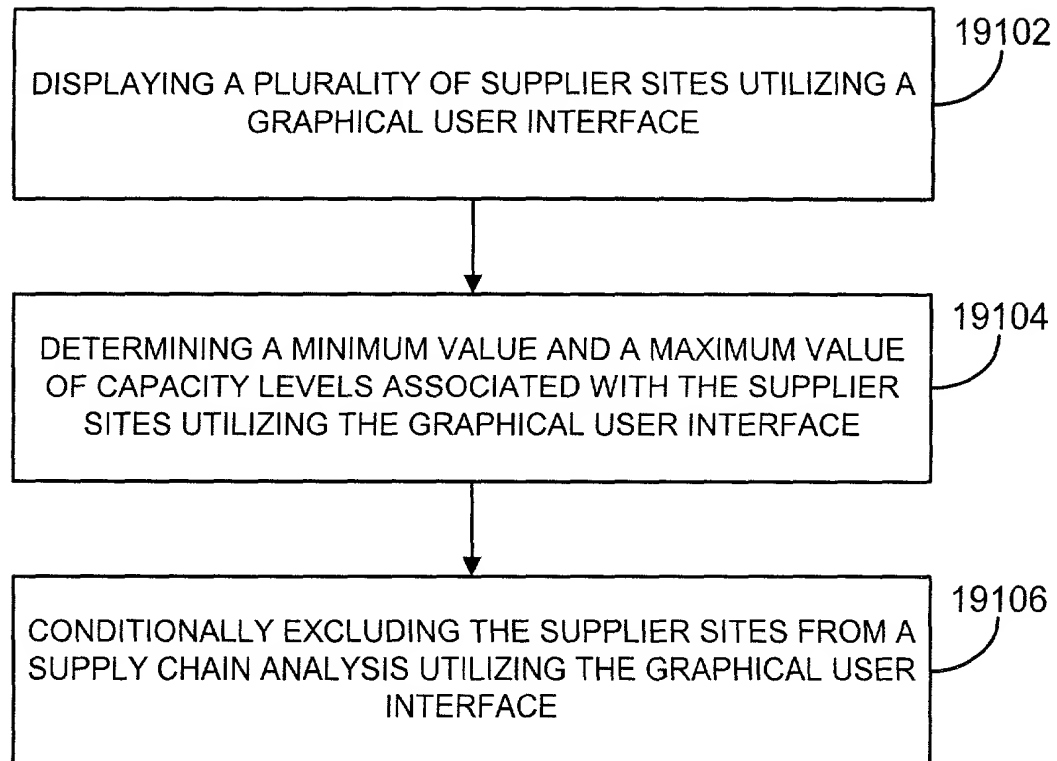 19102
DISPLAYING A PLURALITY OF SUPPLIER SITES UTILIZING A
GRAPHICAL USER INTERFACE
19104
DETERMINING A MINIMUM VALUE AND A MAXIMUM VALUE
OF CAPACITY LEVELS ASSOCIATED WITH THE SUPPLIER
SITES UTILIZING THE GRAPHICAL USER INTERFACE
19106
CONDITIONALLY EXCLUDING THE SUPPLIER SITES FROM A
SUPPLY CHAIN ANALYSIS UTILIZING THE GRAPHICAL USER
INTERFACE